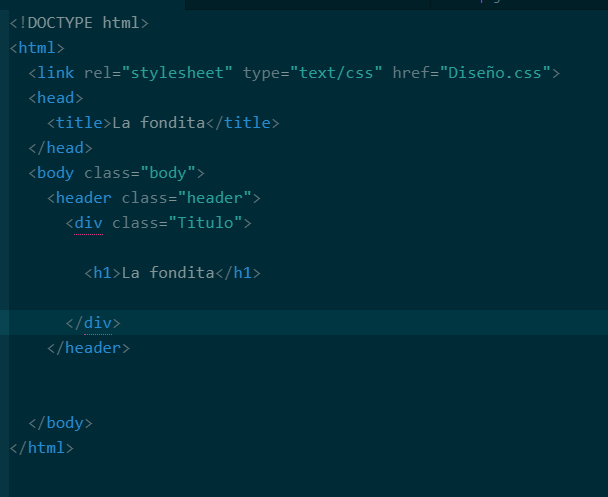 <!DOCTYPE html>
<html>
<link rel="stylesheet" type="text/css" href="Diseño.css">
<head>
<title>La fondita</title>
</head>
<body class="body">
<header class="header">
<div class="Titulo">
<h1>La fondita</h1>
</div>
</header>
</body>
</html>